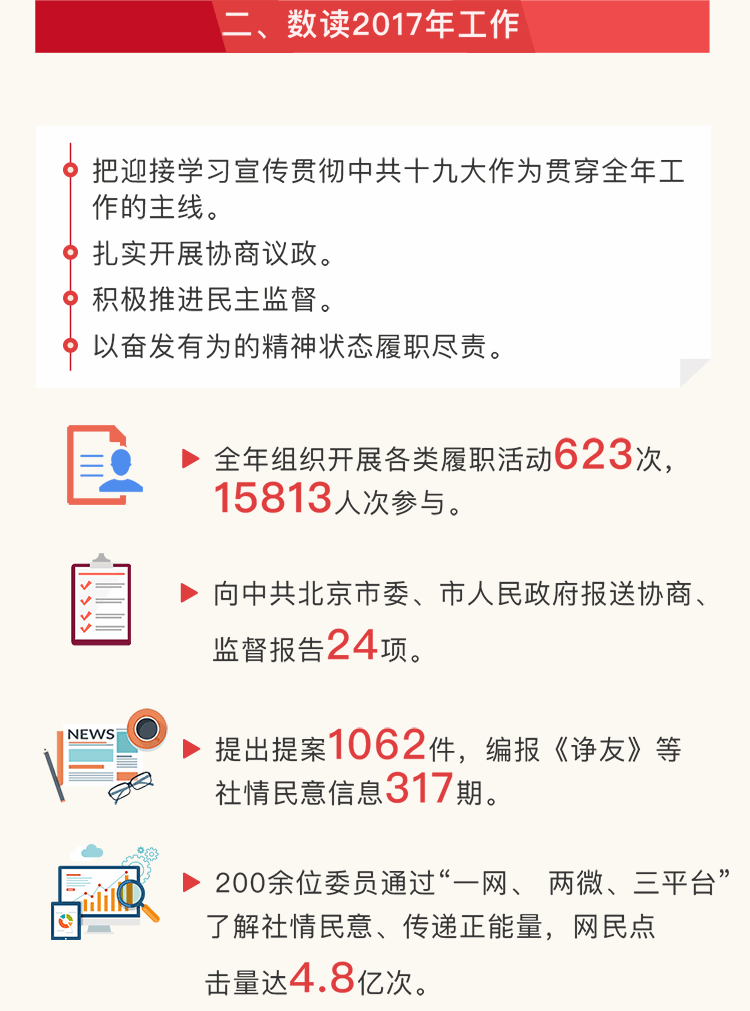 二、数读2017年工作
把迎接学习宣传贯彻中共十九大作为贯穿全年工
作的主线。
扎实开展协商议政。
积极推进民主监督。
以奋发有为的精神状态履职尽责。
全年组织开展各类履职活动623次，
15813人次参与。
向中共北京市委、市人民政府报送协商、
监督报告24项。
NEWS
提出提案1062件，编报《诤友》等
社情民意信息317期。
200余位委员通过“一网、 两微、三平台”
了解社情民意、传递正能量，网民点
击量达4.8亿次。